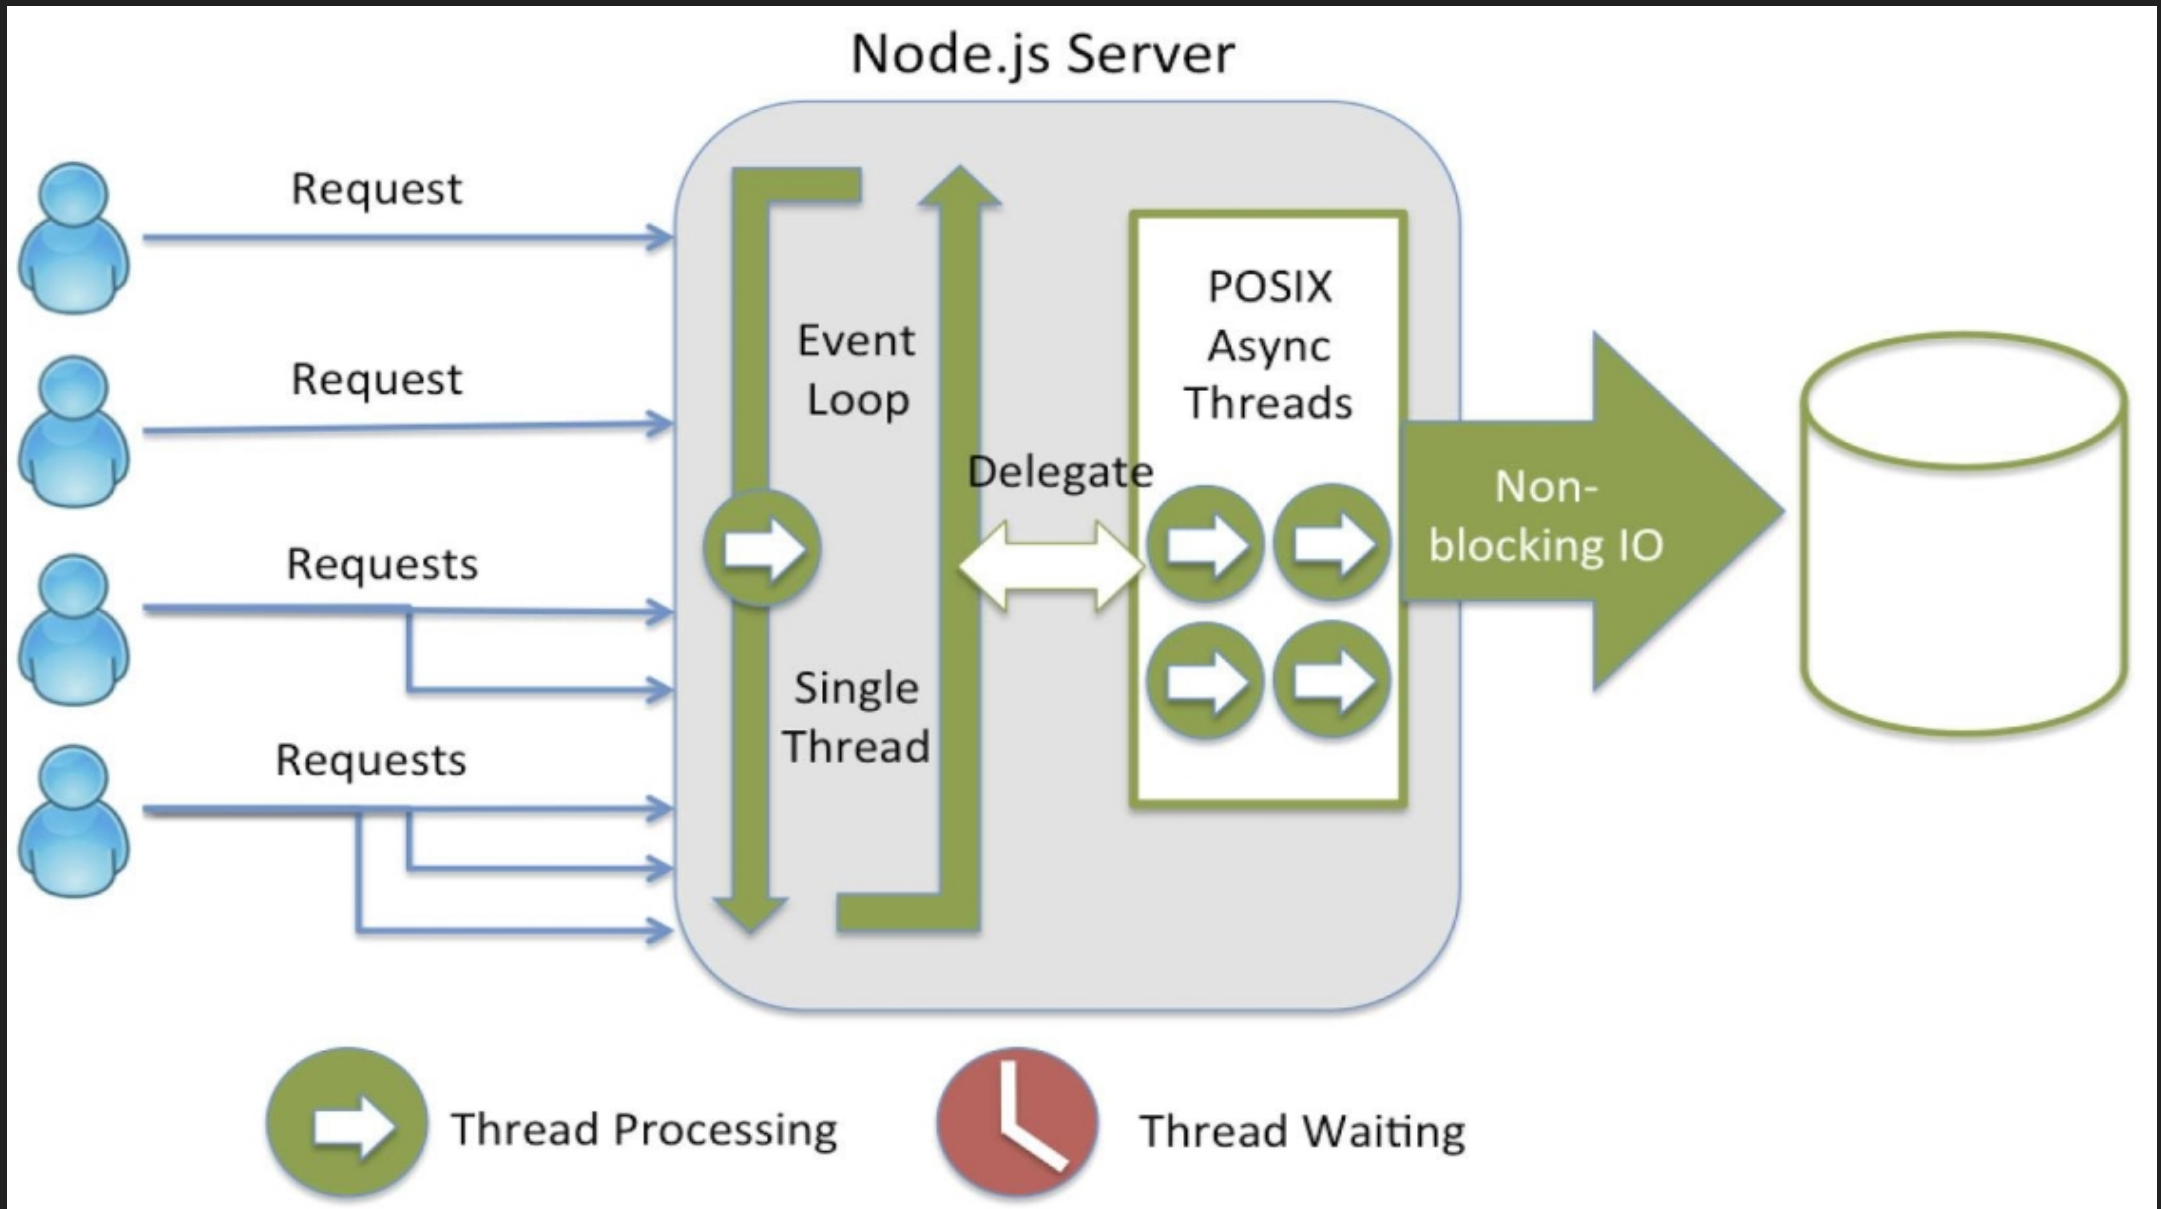 Node.js Server
Request
Request
Requests
Requests
Event
Loop
Single
Thread
Delegate
POSIX
Async
Threads
Non-
blocking IO
Thread Processing
Thread Waiting